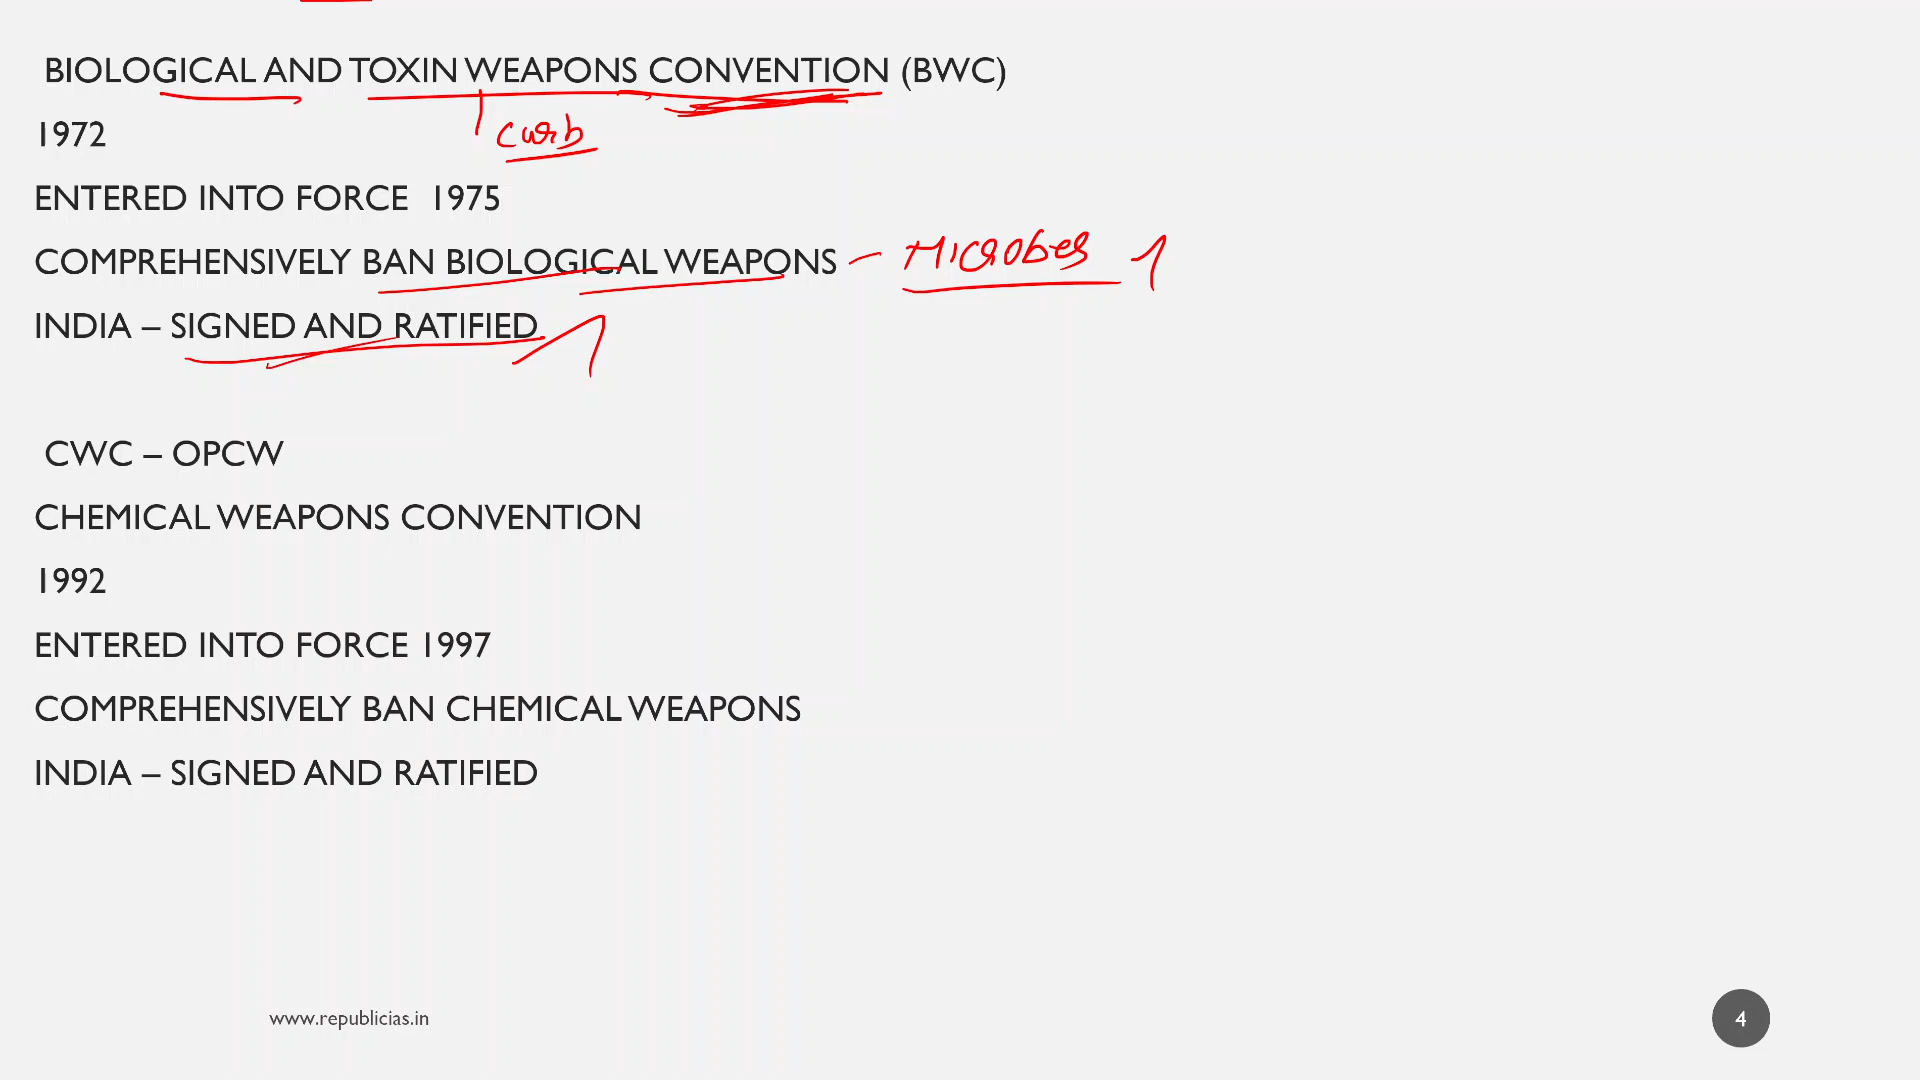 BIOLOGICAL AND TOXIN WEAPONS CONVENTION (BWC)
1972
curb
ENTERED INTO FORCE 1975
COMPREHENSIVELY BAN BIOLOGICAL WEAPONS – Microbes
INDIA – SIGNED AND RATIFIED
CWC – OPCW
CHEMICAL WEAPONS CONVENTION
1992
ENTERED INTO FORCE 1997
COMPREHENSIVELY BAN CHEMICAL WEAPONS
INDIA – SIGNED AND RATIFIED
www.republicias.in
4